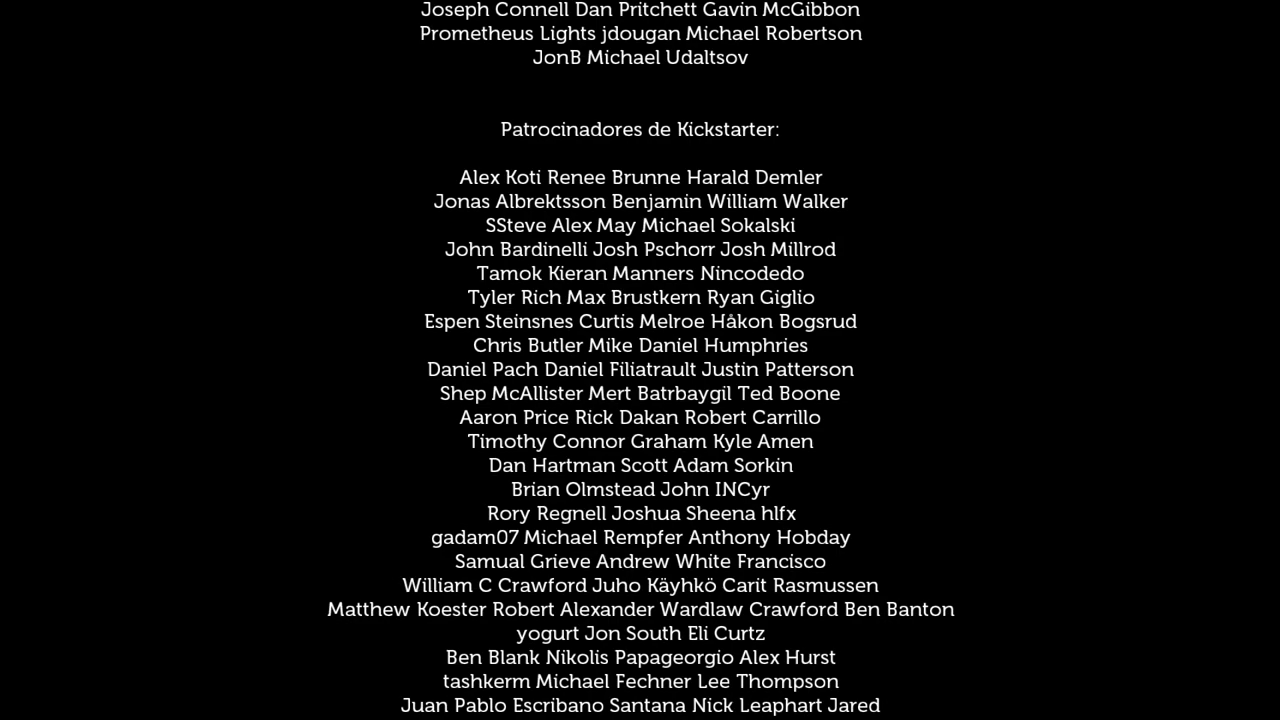 Joseph Connell Dan Pritchett Gavin McGibbon
Prometheus Lights jdougan Michael Robertson
JonB Michael Udaltsov
Patrocinadores de Kickstarter:
Alex Koti Renee Brunne Harald Demler
Jonas Albrektsson Benjamin William Walker
SSteve Alex May Michael Sokalski
John Bardinelli Josh Pschorr Josh Millrod
Tamok Kieran Manners Nincodedo
Tyler Rich Max Brustkern Ryan Giglio
Espen Steinsnes Curtis Melroe Håkon Bogsrud
Chris Butler Mike Daniel Humphries
Daniel Pach Daniel Filiatrault Justin Patterson
Shep McAllister Mert Batrbaygil Ted Boone
Aaron Price Rick Dakan Robert Carrillo
Timothy Connor Graham Kyle Amen
Dan Hartman Scott Adam Sorkin
Brian Olmstead John INCyr
Rory Regnell Joshua Sheena hlfx
gadam07 Michael Rempfer Anthony Hobday
Samual Grieve Andrew White Francisco
William C Crawford Juho Käyhkö Carit Rasmussen
Matthew Koester Robert Alexander Wardlaw Crawford Ben Banton
yogurt Jon South Eli Curtz
Ben Blank Nikolis Papageorgio Alex Hurst
tashkerm Michael Fechner Lee Thompson
Juan Pablo Escribano Santana Nick Leaphart Jared